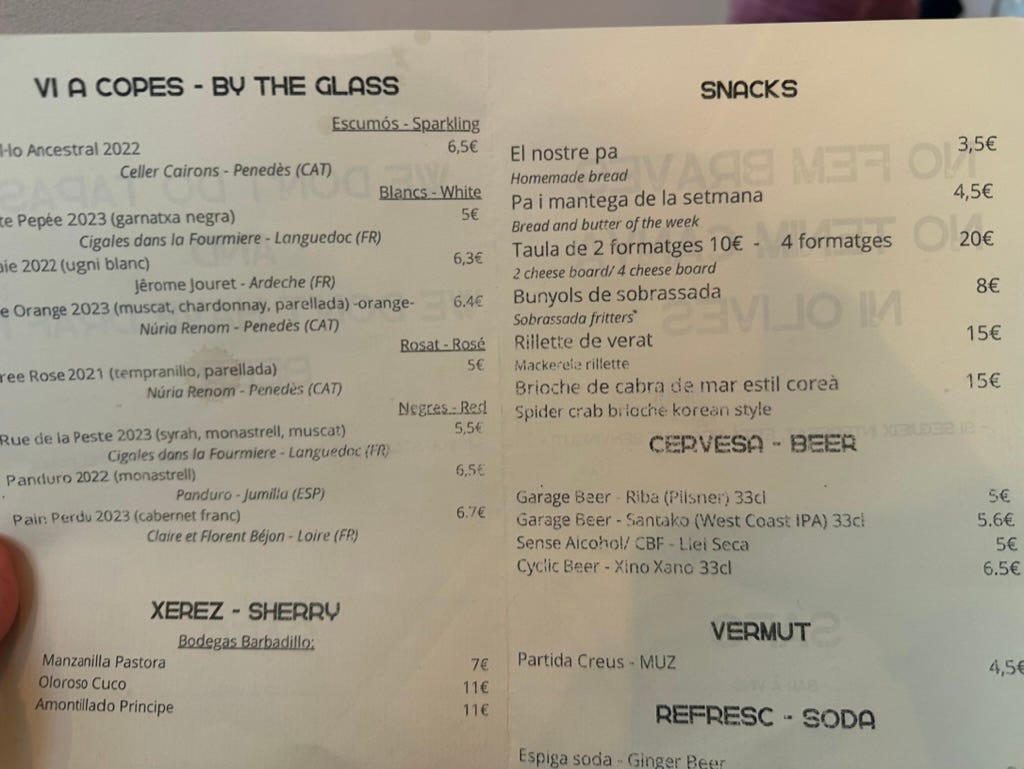 VI A COPES - BY THE GLASS
Escumós - Sparkling
Ancestral 2022 6,5€
Celler Cairons - Penedès (CAT)
Blancs - White
Pepée 2023 (garnatxa negra) 5€
Cigales dans la Fourmiere - Languedoc (FR)
2022 (ugni blanc) 6,3€
Jêrome Jouret - Ardeche (FR)
Orange 2023 (muscat, chardonnay, parellada) -orange- 6.4€
Núria Renom - Penedès (CAT)
Rosat - Rosé
Rose 2021 (tempranillo, parellada) 5€
Núria Renom - Penedès (CAT)
Negres - Red
Rue de la Peste 2023 (syrah, monastrell, muscat) 5,5€
Cigales dans la Fourmiere - Languedoc (FR)
Panduro 2022 (monastrell) 6,5€
Panduro - Jumilla (ESP)
Pain Perdu 2023 (cabernet franc) 6.7€
Claire et Florent Béjon - Loire (FR)
XEREZ - SHERRY
Bodegas Barbadillo:
Manzanilla Pastora 7€
Oloroso Cuco 11€
Amontillado Principe 11€
SNACKS
El nostre pa 3,5€
Homemade bread
Pa i mantega de la setmana 4,5€
Bread and butter of the week
Taula de 2 formatges 10€ - 4 formatges 20€
2 cheese board/ 4 cheese board
Bunyols de sobrassada 8€
Sobrassada fritters*
Rillette de verat 15€
Mackerele rillette
Brioche de cabra de mar estil coreà 15€
Spider crab brioche korean style
CERVESA - BEER
Garage Beer - Riba (Pilsner) 33cl 5€
Garage Beer - Santako (West Coast IPA) 33cl 5.6€
Sense Alcohol/ CBF - Llei Seca 5€
Cyclic Beer - Xino Xano 33cl 6.5€
VERMUT
Partida Creus - MUZ 4,5€
REFRESC - SODA
Espiga soda - Ginger Beer